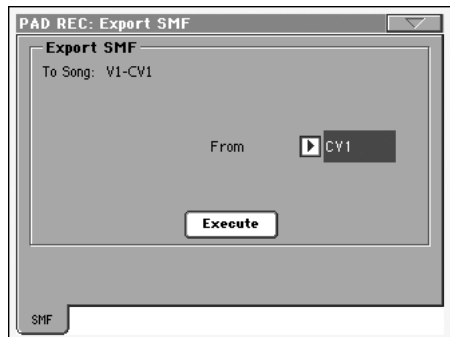 PAD REC: Export SMF
Export SMF
To Song: V1-CV1
From CV1
Execute
SMF